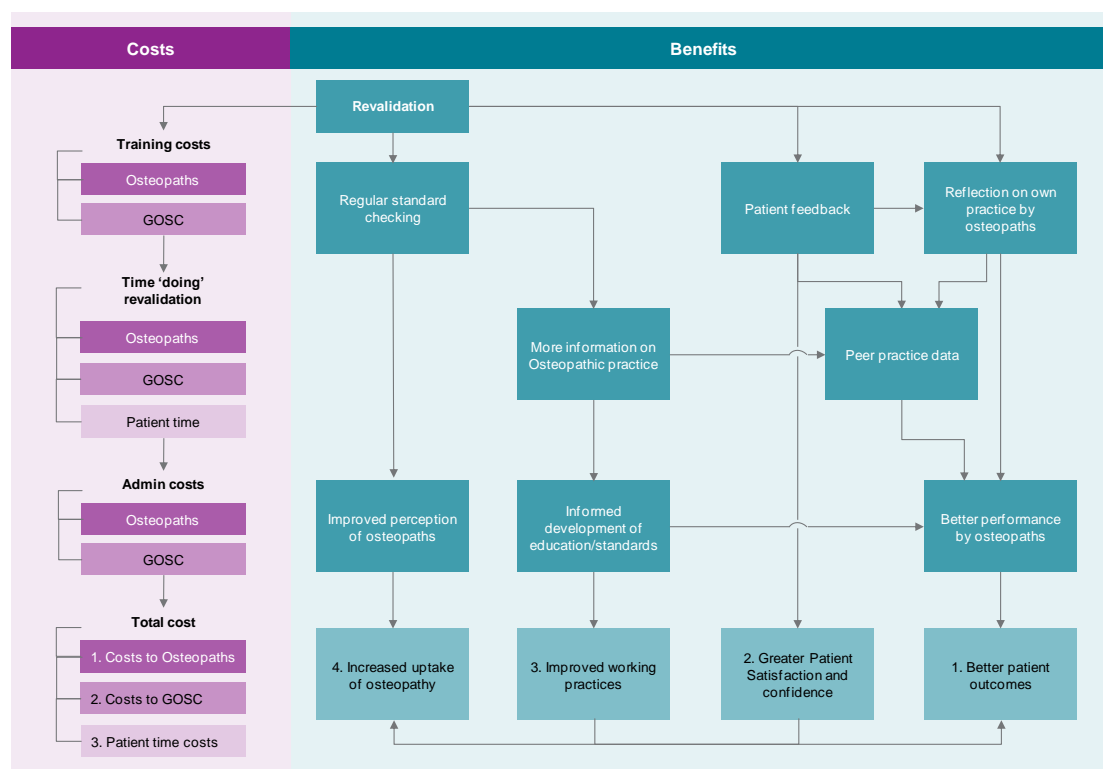 Costs
Benefits
Revalidation
Training costs
Osteopaths
GOSC
Time ‘doing’
revalidation
Osteopaths
GOSC
Patient time
Admin costs
Osteopaths
GOSC
Total cost
1. Costs to Osteopaths
2. Costs to GOSC
3. Patient time costs
Regular standard
checking
Patient feedback
Reflection on own
practice by
osteopaths
More information on
Osteopathic practice
Peer practice data
Improved perception
of osteopaths
Informed
development of
education/standards
Better performance
by osteopaths
4. Increased uptake
of osteopathy
3. Improved working
practices
2. Greater Patient
Satisfaction and
confidence
1. Better patient
outcomes